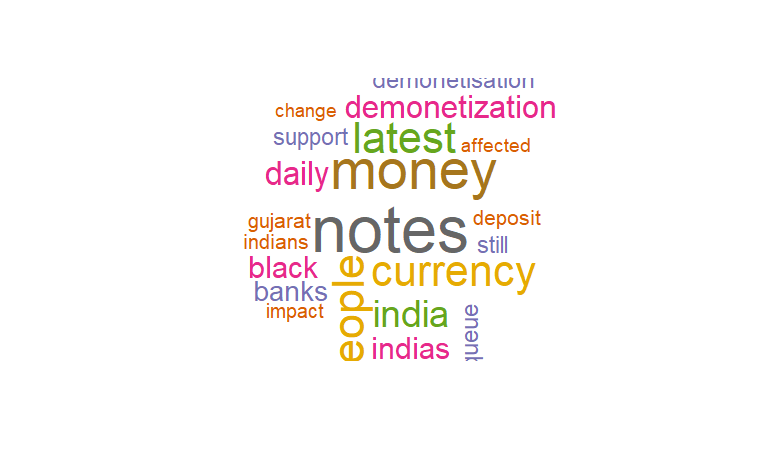 demonetisation
change demonetization
support latest affected
daily money
gujarat notes deposit
indians still
black currency
banks eople
impact india
indias queue